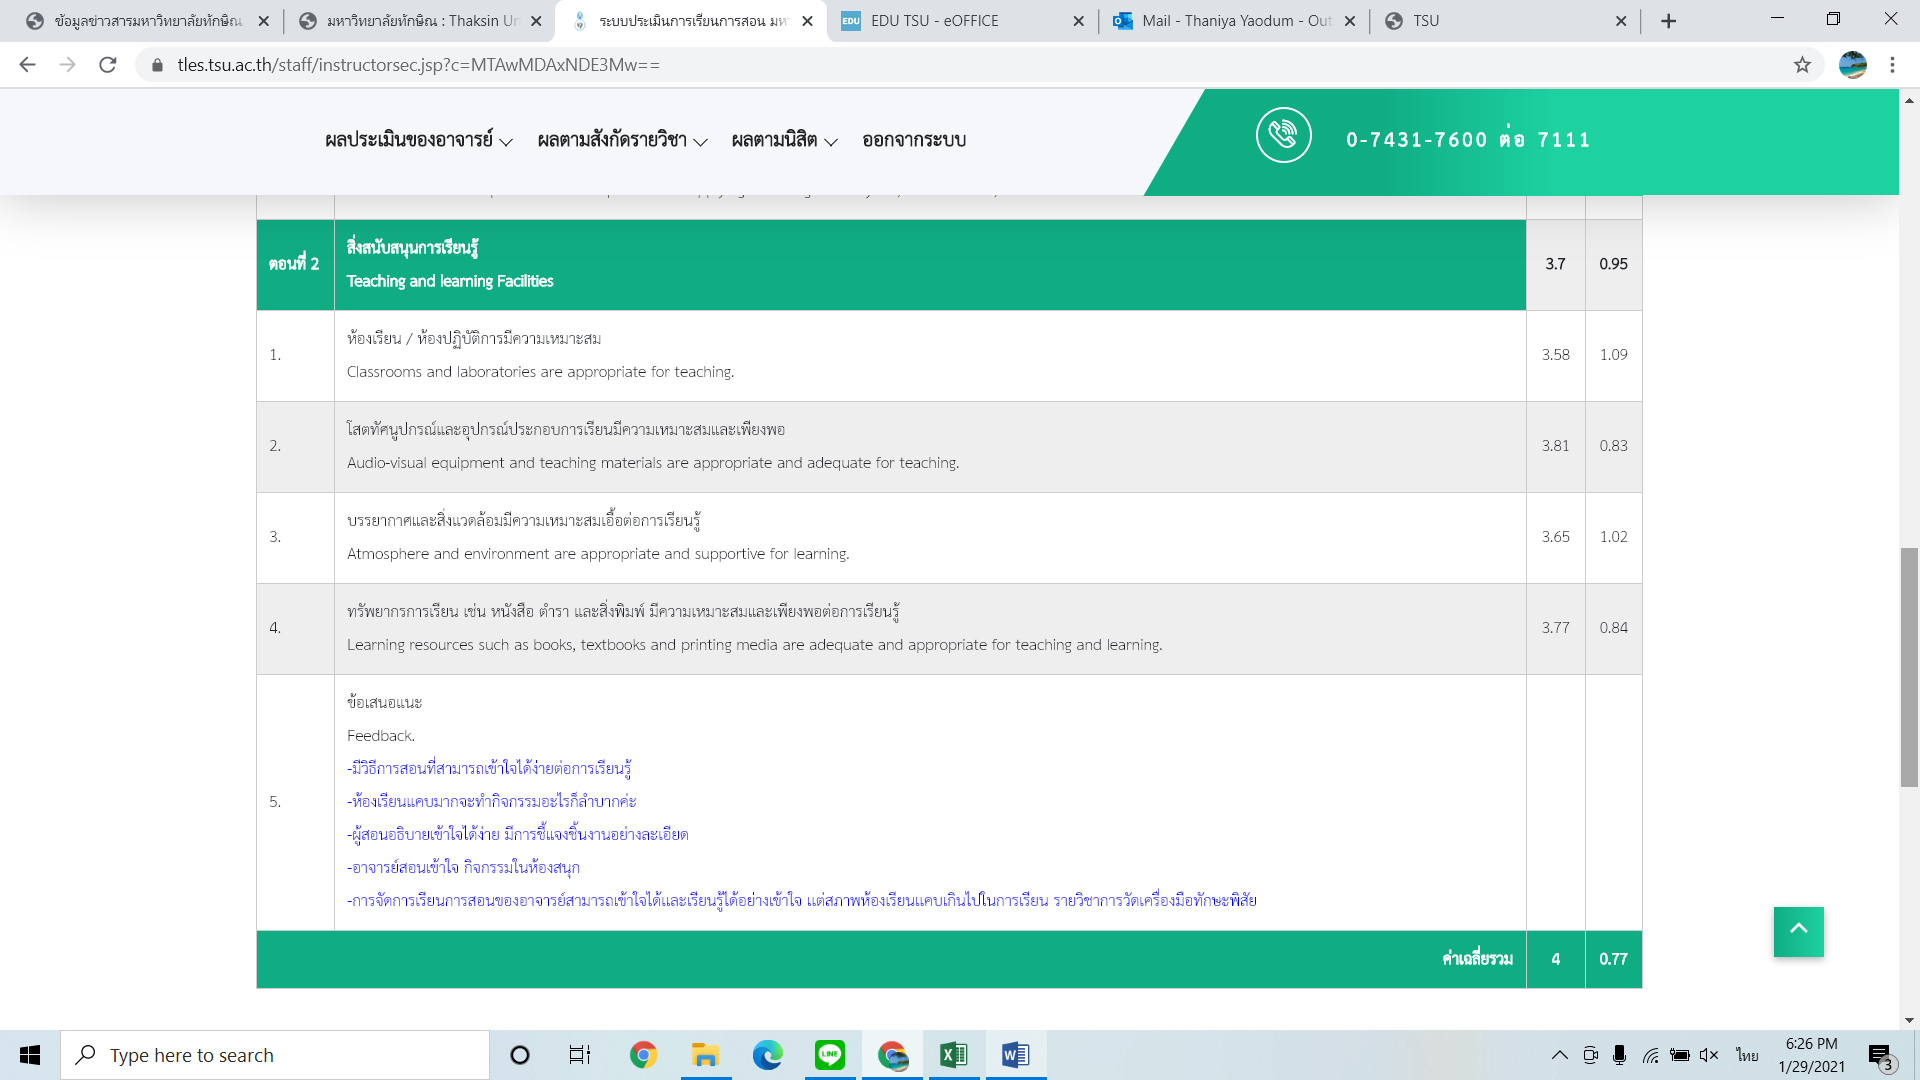 ข้อมูลข่าวสารมหาวิทยาลัยทักษิณ
มหาวิทยาลัยทักษิณ : Thaksin Un
ระบบประเมินการเรียนการสอน มหา
EDU EDU TSU - eOFFICE
Mail - Thaniya Yaodum - Out
TSU
tles.tsu.ac.th/staff/instructorsec.jsp?c=MTAwMDAxNDE3Mw==
ผลประเมินของอาจารย์ ผลตามสังกัดรายวิชา ผลตามนิสิต ออกจากระบบ
0-7431-7600 ต่อ 7111
ตอนที่ 2
สิ่งสนับสนุนการเรียนรู้
Teaching and learning Facilities
3.7 0.95
1.
ห้องเรียน / ห้องปฏิบัติการมีความเหมาะสม
Classrooms and laboratories are appropriate for teaching.
3.58 1.09
2.
โสตทัศนูปกรณ์และอุปกรณ์ประกอบการเรียนมีความเหมาะสมและเพียงพอ
Audio-visual equipment and teaching materials are appropriate and adequate for teaching.
3.81 0.83
3.
บรรยากาศและสิ่งแวดล้อมมีความเหมาะสมเอื้อต่อการเรียนรู้
Atmosphere and environment are appropriate and supportive for learning.
3.65 1.02
4.
ทรัพยากรการเรียน เช่น หนังสือ ตำรา และสิ่งพิมพ์ มีความเหมาะสมและเพียงพอต่อการเรียนรู้
Learning resources such as books, textbooks and printing media are adequate and appropriate for teaching and learning.
3.77 0.84
5.
ข้อเสนอแนะ
Feedback.
-มีวิธีการสอนที่สามารถเข้าใจได้ง่ายต่อการเรียนรู้
-ห้องเรียนแคบมากจะทำกิจกรรมอะไรก็ลำบากค่ะ
-ผู้สอนอธิบายเข้าใจได้ง่าย มีการชี้แจงชิ้นงานอย่างละเอียด
-อาจารย์สอนเข้าใจ กิจกรรมในห้องสนุก
-การจัดการเรียนการสอนของอาจารย์สามารถเข้าใจได้และเรียนรู้ได้อย่างเข้าใจ แต่สภาพห้องเรียนแคบเกินไปในการเรียน รายวิชาการวัดเครื่องมือทักษะพิสัย
ค่าเฉลี่ยรวม 4 0.77
Type here to search
LINE
ไทย
6:26 PM
1/29/2021
3